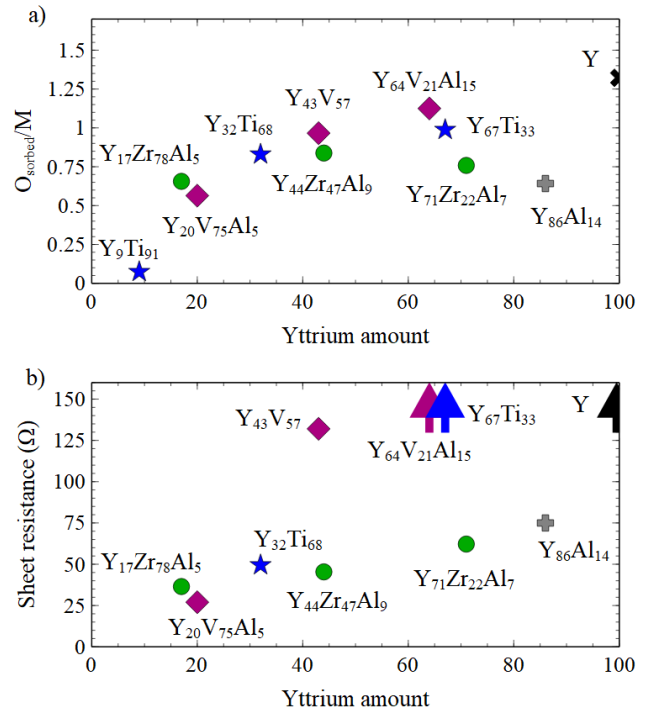 a)
O_sorbed/M
1.5
1.25
1
0.75
0.5
0.25
0
Y
Y₆₄V₂₁Al₁₅
Y₄₃V₅₇
Y₃₂Ti₆₈
Y₆₇Ti₃₃
Y₁₇Zr₇₈Al₅
Y₄₄Zr₄₇Al₉
Y₇₁Zr₂₂Al₇
Y₈₆Al₁₄
Y₂₀V₇₅Al₅
Y₉Ti₉₁
0 20 40 60 80 100
Yttrium amount
b)
Sheet resistance (Ω)
150
125
100
75
50
25
0
Y₄₃V₅₇
Y₆₇Ti₃₃
Y
Y₆₄V₂₁Al₁₅
Y₃₂Ti₆₈
Y₈₆Al₁₄
Y₁₇Zr₇₈Al₅
Y₇₁Zr₂₂Al₇
Y₄₄Zr₄₇Al₉
Y₂₀V₇₅Al₅
0 20 40 60 80 100
Yttrium amount